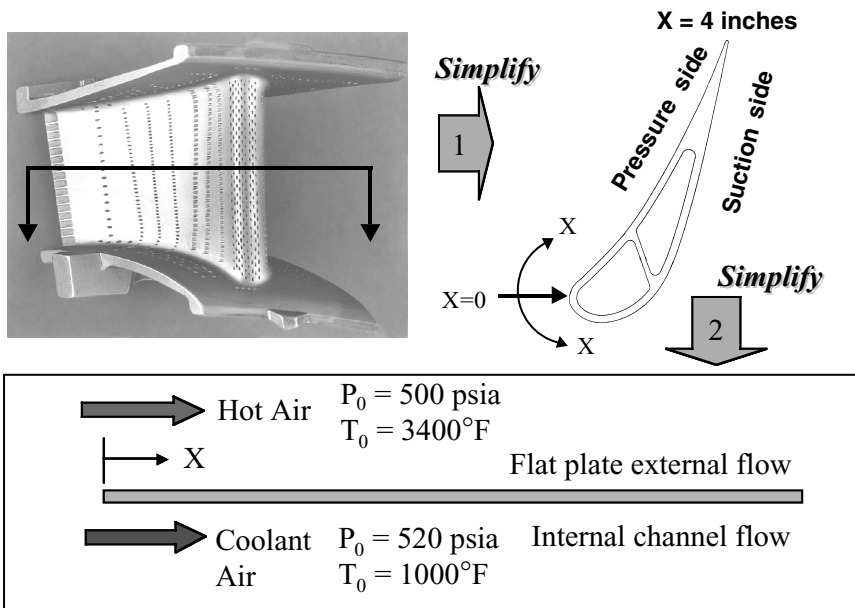 X = 4 inches
Simplify
1
Pressure side
Suction side
X
X=0
X
Simplify
2
Hot Air
P₀ = 500 psia
T₀ = 3400°F
X
Flat plate external flow
Coolant
Air
P₀ = 520 psia
T₀ = 1000°F
Internal channel flow